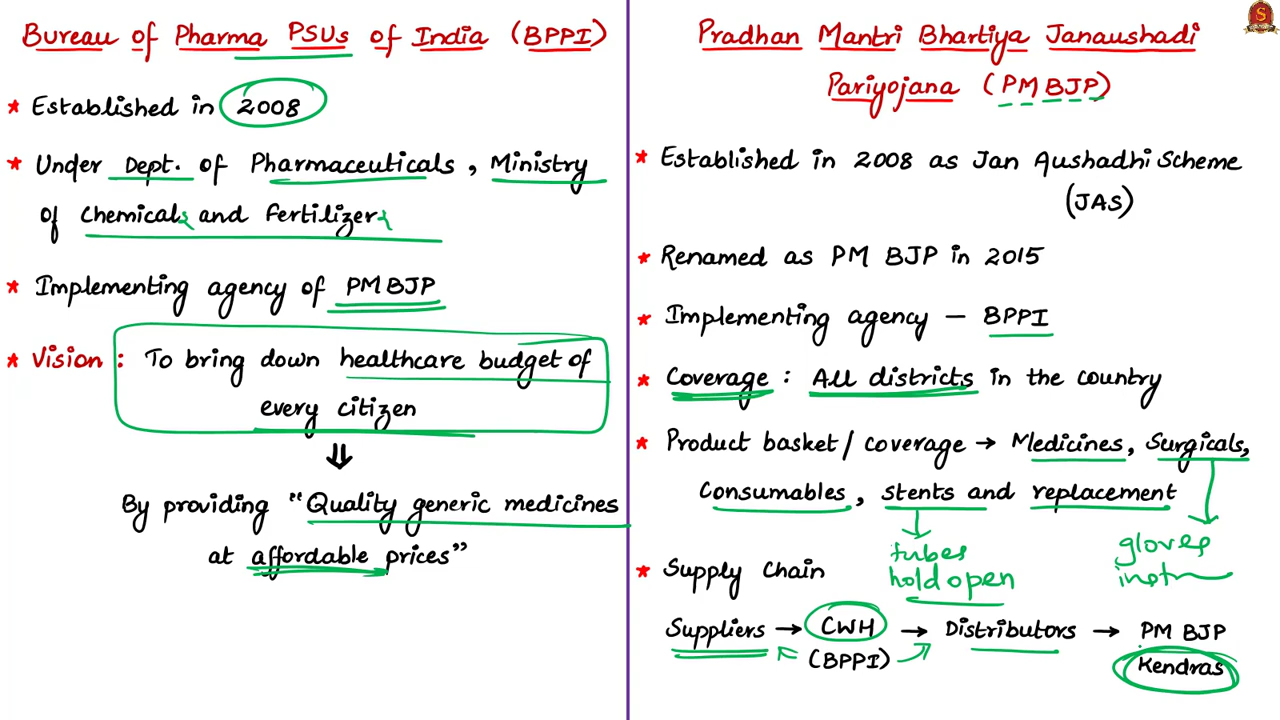 Bureau of Pharma PSUs of India (BPPI)
* Established in 2008
* Under Dept. of Pharmaceuticals, Ministry
of Chemicals and Fertilizers
* Implementing agency of PMBJP
* Vision: To bring down healthcare budget of
every citizen
⇓
By providing "Quality generic medicines
at affordable prices"
Pradhan Mantri Bhartiya Janaushadi
Pariyojana (PMBJP)
* Established in 2008 as Jan Aushadhi Scheme
(JAS)
* Renamed as PM BJP in 2015
* Implementing agency – BPPI
* Coverage: All districts in the country
* Product basket/coverage → Medicines, Surgicals,
Consumables, stents and replacement
tubes
hold open
gloves
* Supply Chain
Suppliers → CWH → Distributors → PM BJP
(BPPI)
Kendras